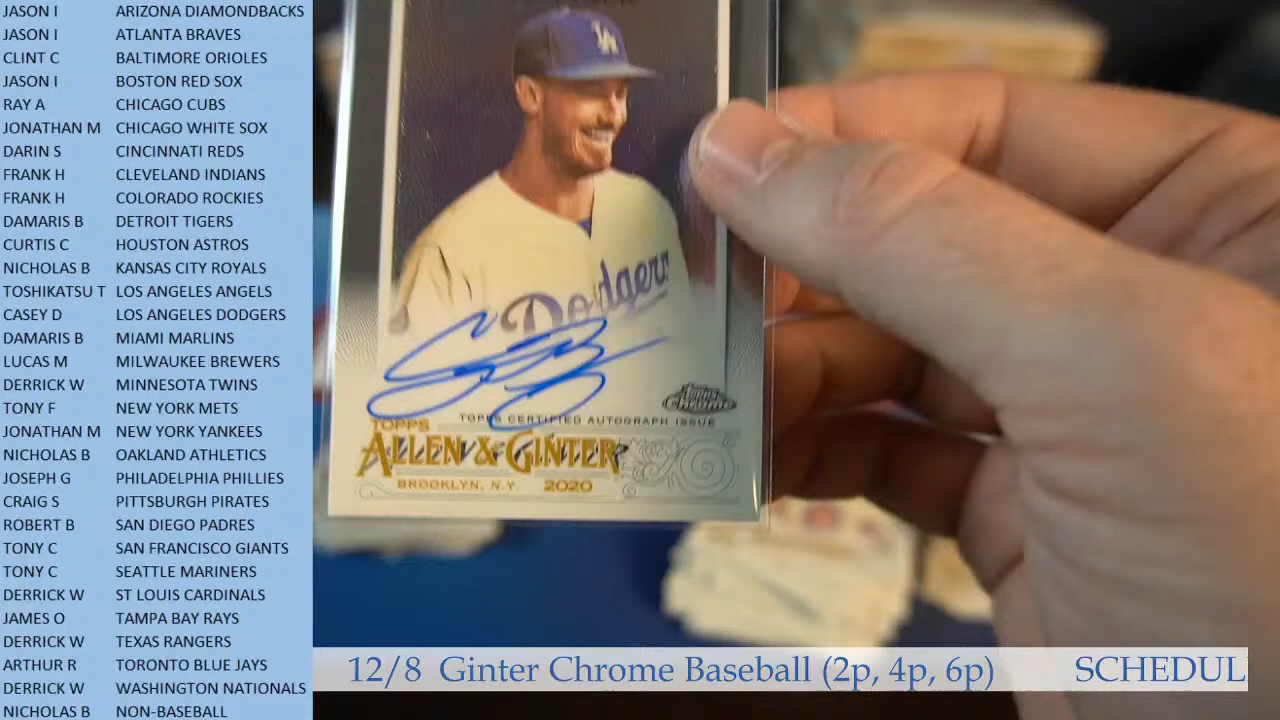 JASON I ARIZONA DIAMONDBACKS
JASON I ATLANTA BRAVES
CLINT C BALTIMORE ORIOLES
JASON I BOSTON RED SOX
RAY A CHICAGO CUBS
JONATHAN M CHICAGO WHITE SOX
DARIN S CINCINNATI REDS
FRANK H CLEVELAND INDIANS
FRANK H COLORADO ROCKIES
DAMARIS B DETROIT TIGERS
CURTIS C HOUSTON ASTROS
NICHOLAS B KANSAS CITY ROYALS
TOSHIKATSU T LOS ANGELES ANGELS
CASEY D LOS ANGELES DODGERS
DAMARIS B MIAMI MARLINS
LUCAS M MILWAUKEE BREWERS
DERRICK W MINNESOTA TWINS
TONY F NEW YORK METS
JONATHAN M NEW YORK YANKEES
NICHOLAS B OAKLAND ATHLETICS
JOSEPH G PHILADELPHIA PHILLIES
CRAIG S PITTSBURGH PIRATES
ROBERT B SAN DIEGO PADRES
TONY C SAN FRANCISCO GIANTS
TONY C SEATTLE MARINERS
DERRICK W ST LOUIS CARDINALS
JAMES O TAMPA BAY RAYS
DERRICK W TEXAS RANGERS
ARTHUR R TORONTO BLUE JAYS
DERRICK W WASHINGTON NATIONALS
NICHOLAS B NON-BASEBALL
LA
Dodgers
Topps
Chrome
TOPPS CERTIFIED AUTOGRAPH ISSUE
TOPPS
ALLEN & GINTER
BROOKLYN, N.Y. 2020
12/8 Ginter Chrome Baseball (2p, 4p, 6p) SCHEDUL